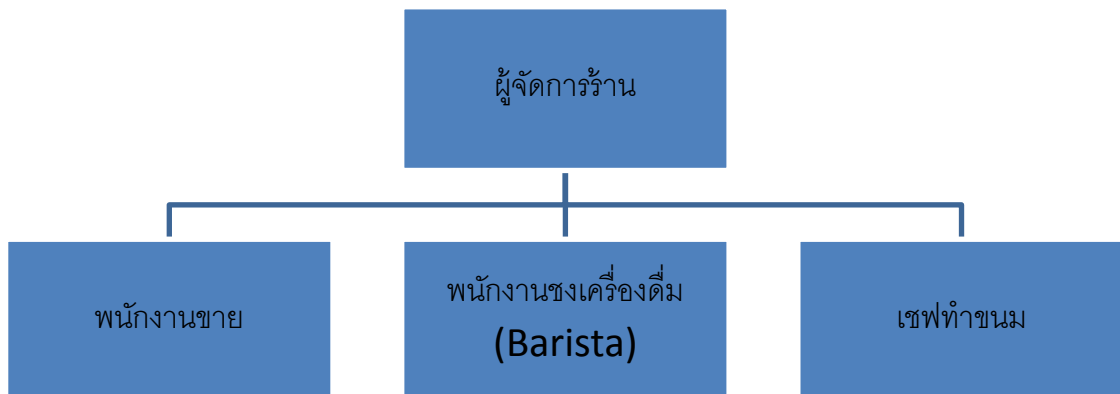 ผู้จัดการร้าน
พนักงานขาย
พนักงานชงเครื่องดื่ม
(Barista)
เชฟทำขนม